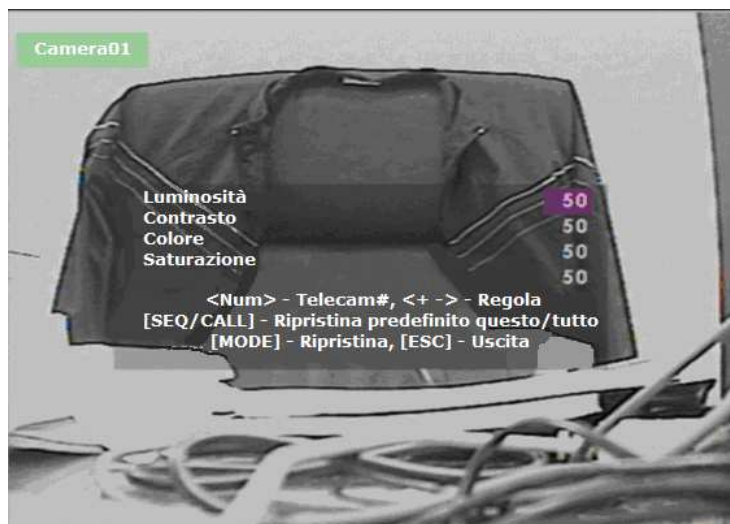 Camera01
Luminosità 50
Contrasto 50
Colore 50
Saturazione 50
<Num> - Telecam#, <+ -> - Regola
[SEQ/CALL] - Ripristina predefinito questo/tutto
[MODE] - Ripristina, [ESC] - Uscita